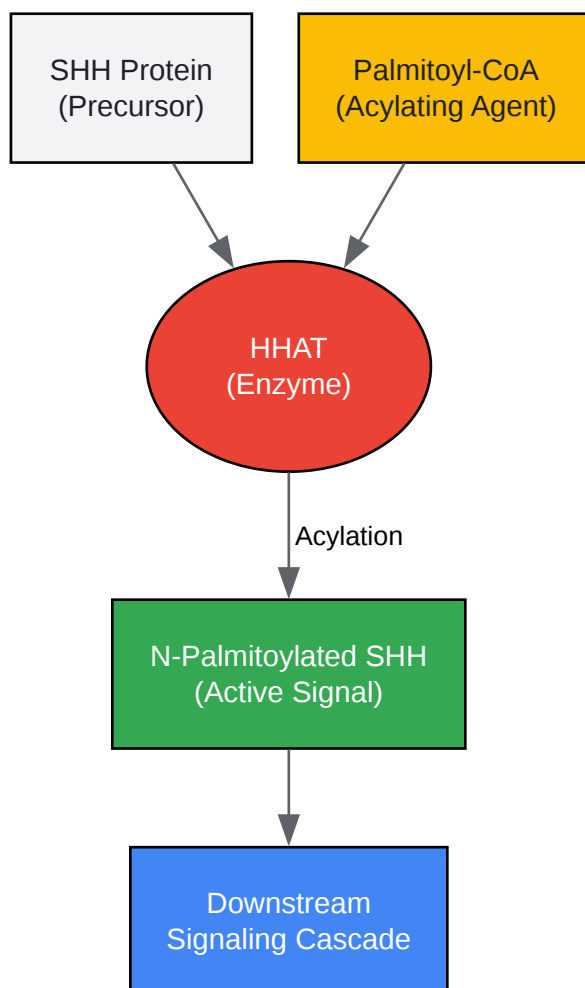 SHH Protein
(Precursor)
Palmitoyl-CoA
(Acylating Agent)
HHAT
(Enzyme)
Acylation
N-Palmitoylated SHH
(Active Signal)
Downstream
Signaling Cascade